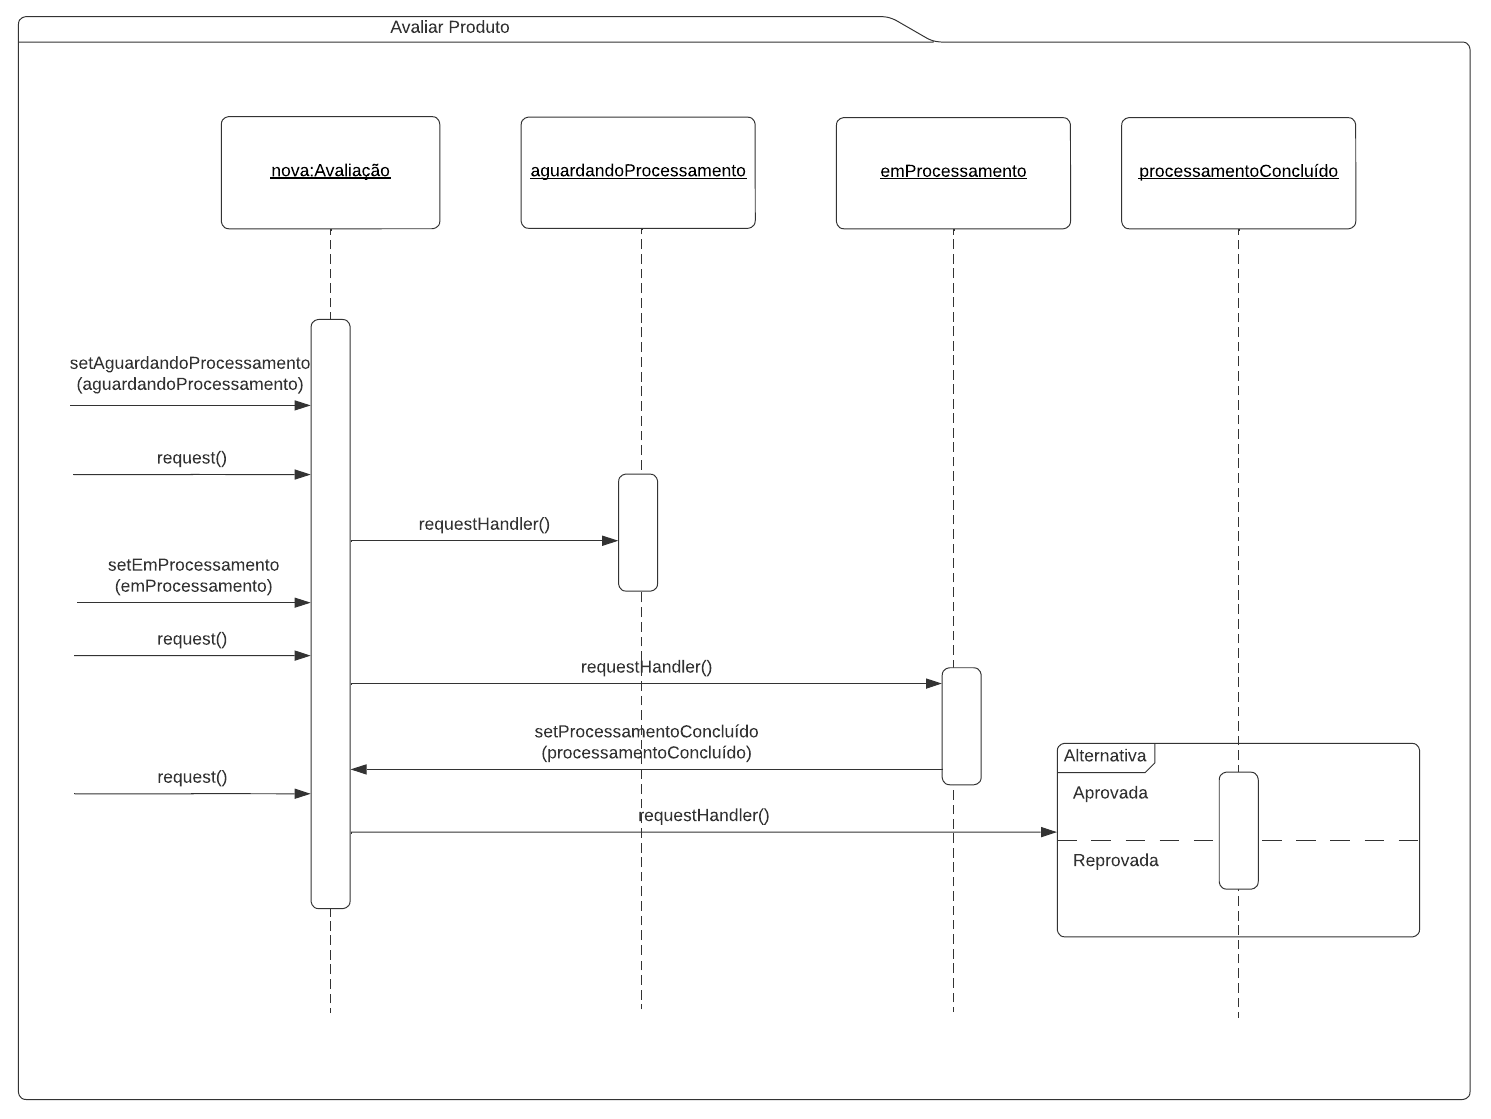 Avaliar Produto
nova:Avaliação
aguardandoProcessamento
emProcessamento
processamentoConcluído
setAguardandoProcessamento
(aguardandoProcessamento)
request()
requestHandler()
setEmProcessamento
(emProcessamento)
request()
requestHandler()
setProcessamentoConcluído
(processamentoConcluído)
Alternativa
request()
Aprovada
requestHandler()
Reprovada